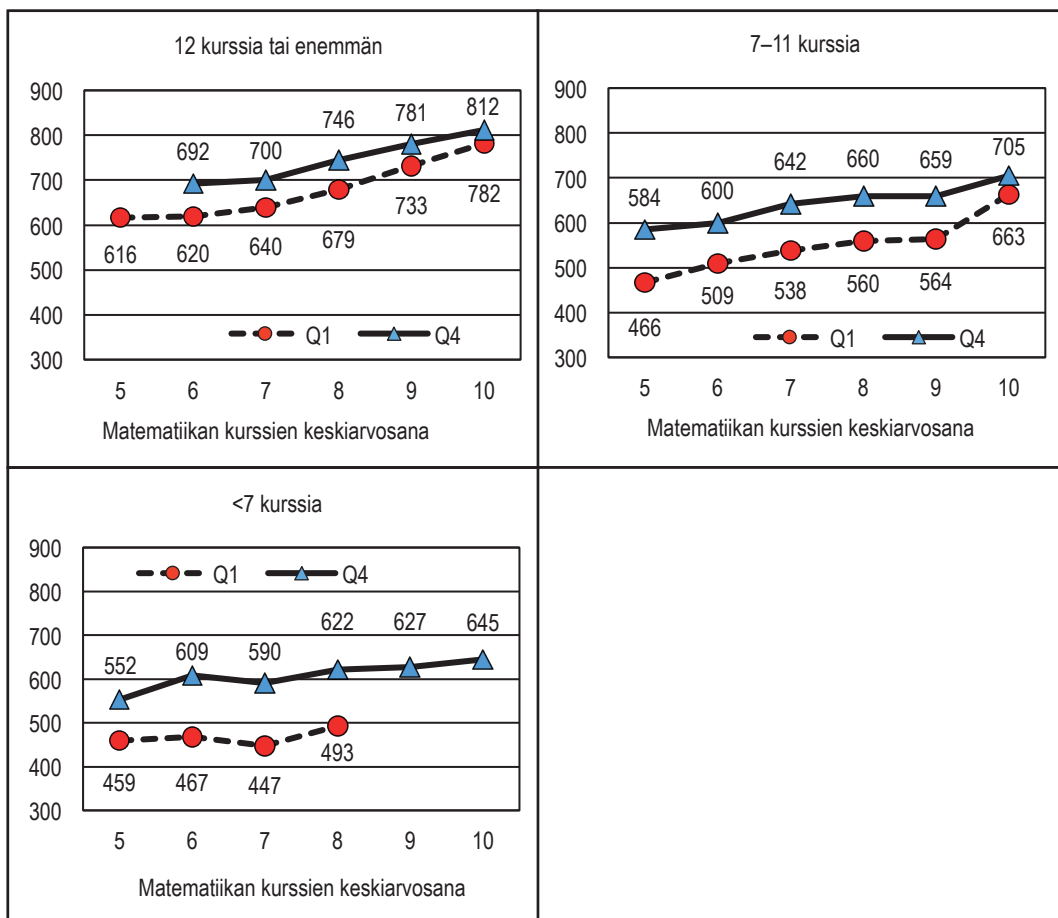 12 kurssia tai enemmän
900
800
700
600
500
400
300
692 700 746 781 812
616 620 640 679 733 782
Q1 Q4
5 6 7 8 9 10
Matematiikan kurssien keskiarvosana
7–11 kurssia
900
800
700
600
500
400
300
584 600 642 660 659 705
466 509 538 560 564 663
Q1 Q4
5 6 7 8 9 10
Matematiikan kurssien keskiarvosana
<7 kurssia
900
800
700
600
500
400
300
Q1 Q4
552 609 590 622 627 645
459 467 447 493
5 6 7 8 9 10
Matematiikan kurssien keskiarvosana